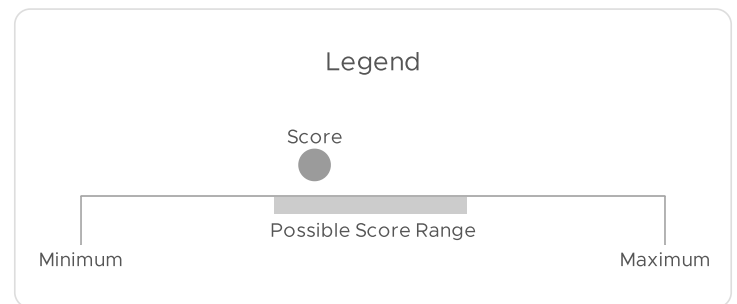 Legend
Score
Possible Score Range
Minimum
Maximum